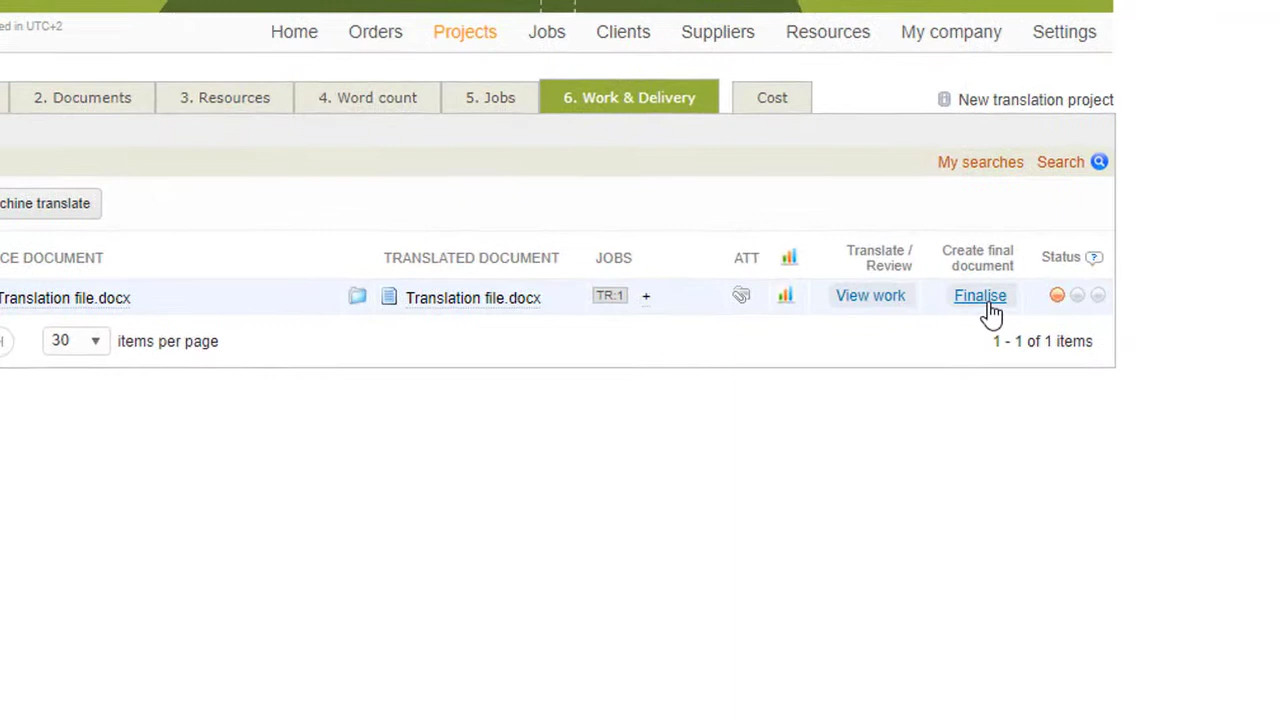 ed in UTC+2
Home Orders Projects Jobs Clients Suppliers Resources My company Settings
2. Documents 3. Resources 4. Word count 5. Jobs 6. Work & Delivery Cost New translation project
My searches Search
chine translate
CE DOCUMENT TRANSLATED DOCUMENT JOBS ATT Translate / Review Create final document Status ?
Translation file.docx Translation file.docx TR:1 + View work Finalise
30 items per page 1 - 1 of 1 items